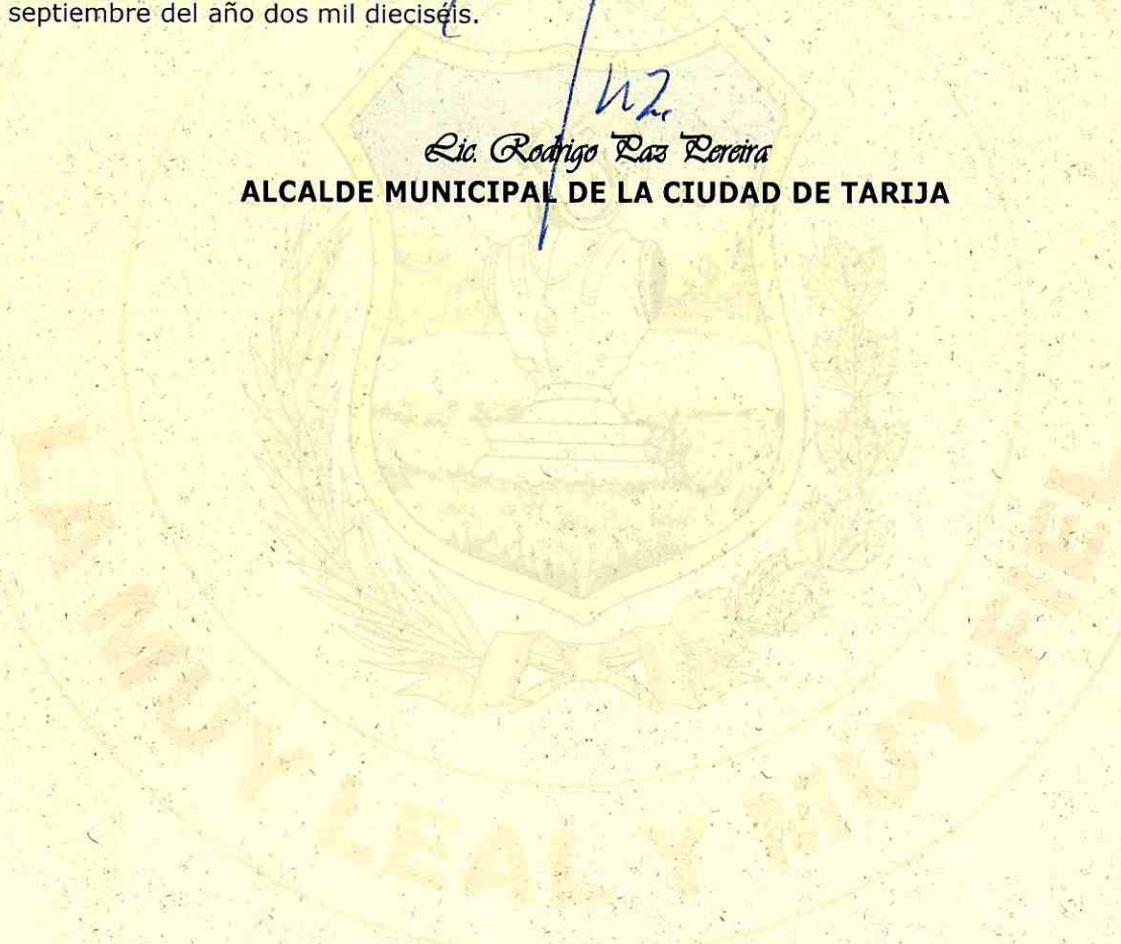 septiembre del año dos mil dieciséis.
Lic. Rodrigo Paz Pereira
ALCALDE MUNICIPAL DE LA CIUDAD DE TARIJA
LA MUY LEAL Y MUY FIEL